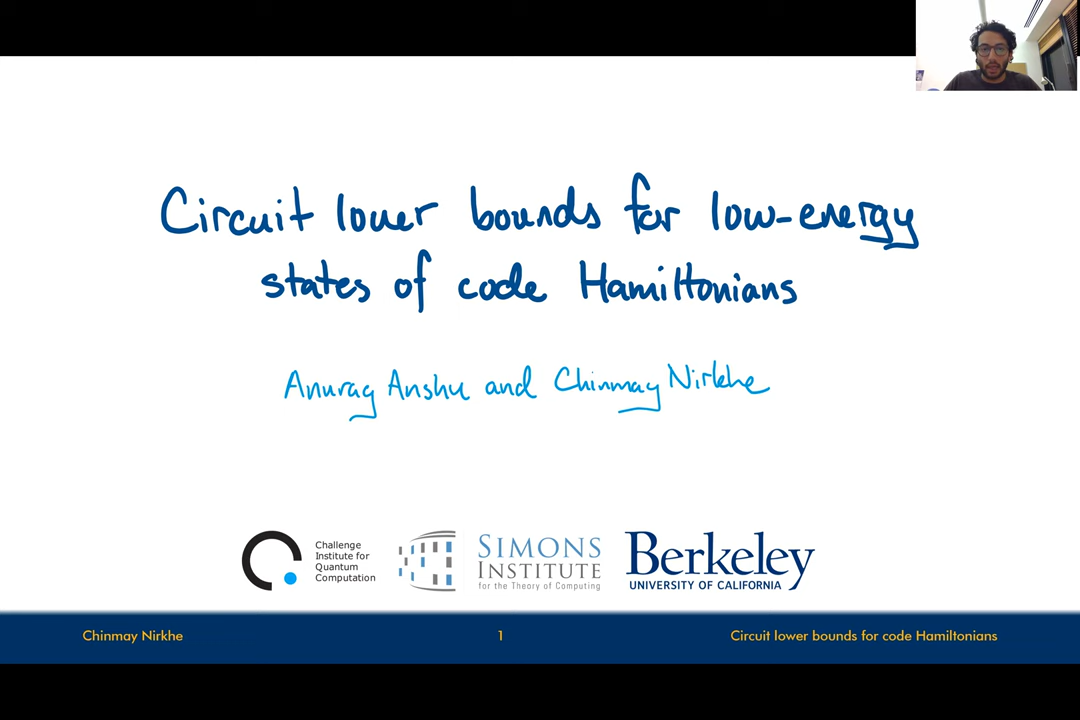 Circuit lower bounds for low-energy
states of code Hamiltonians
Anurag Anshu and Chinmay Nirkhe
Challenge
Institute for
Quantum
Computation
SIMONS
INSTITUTE
for the Theory of Computing
Berkeley
UNIVERSITY OF CALIFORNIA
Chinmay Nirkhe 1 Circuit lower bounds for code Hamiltonians